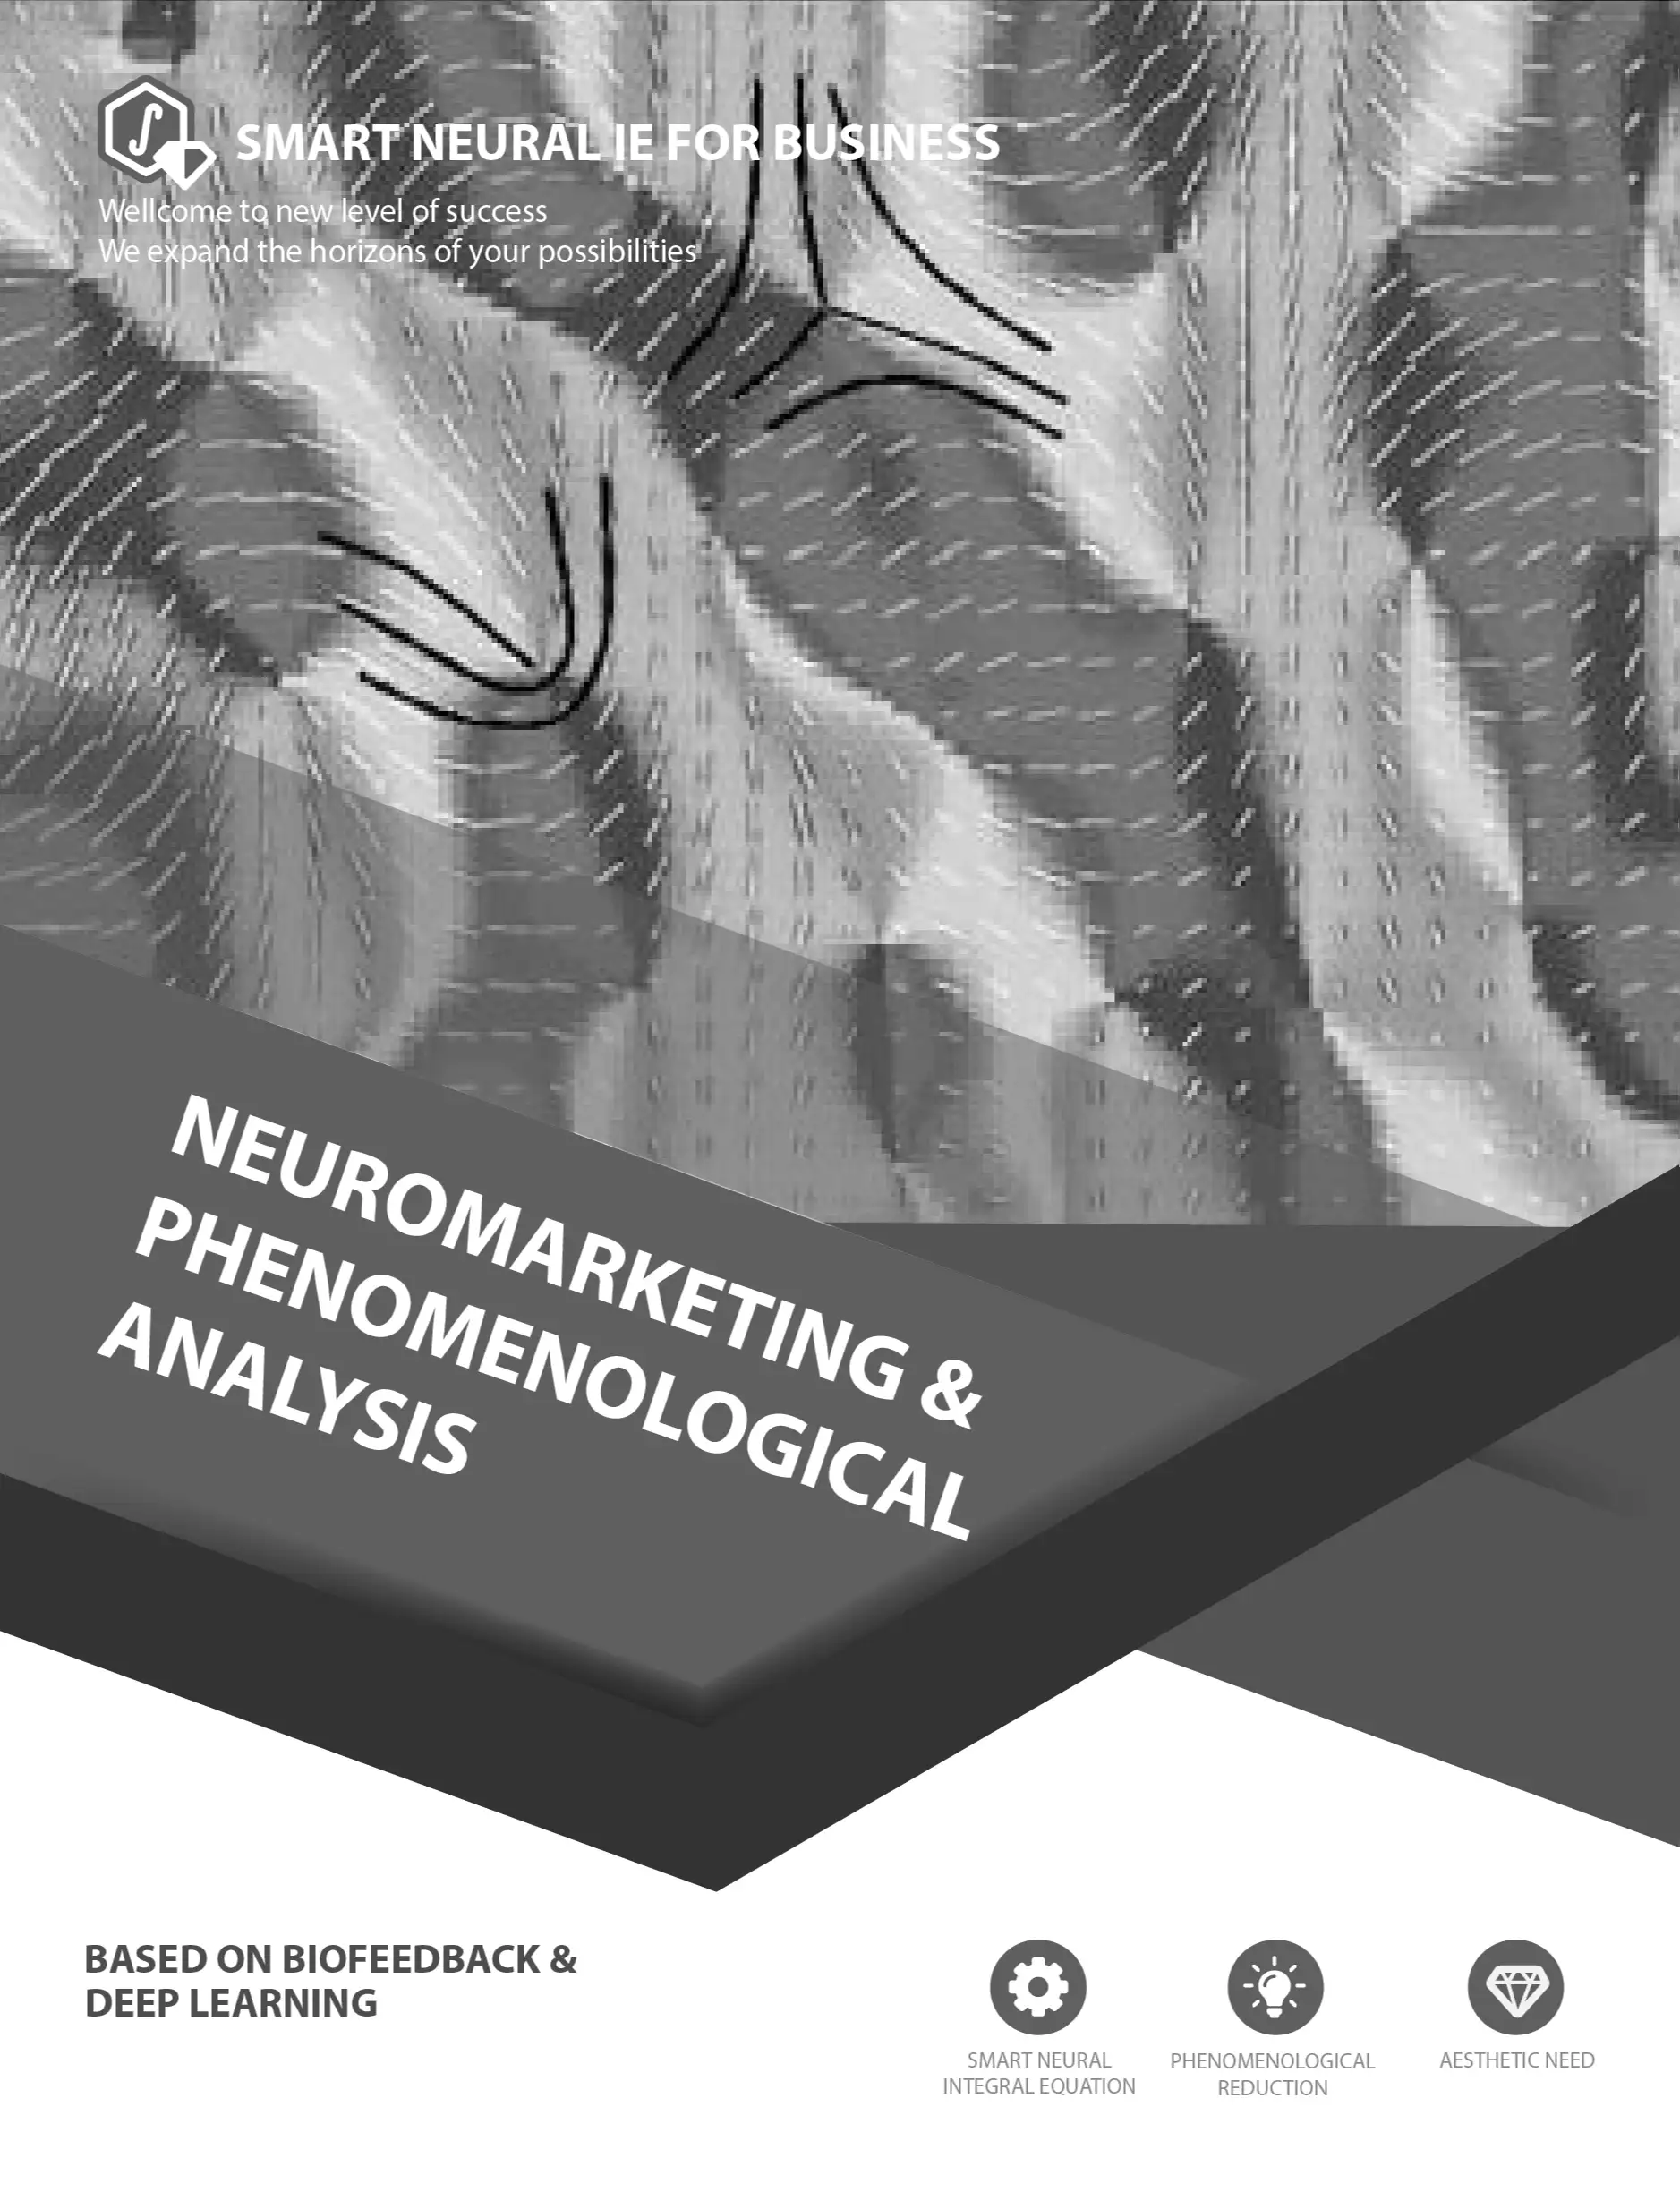 SMART NEURAL IE FOR BUSINESS
Wellcome to new level of success
We expand the horizons of your possibilities
NEUROMARKETING &
PHENOMENOLOGICAL
ANALYSIS
BASED ON BIOFEEDBACK &
DEEP LEARNING
SMART NEURAL
INTEGRAL EQUATION
PHENOMENOLOGICAL
REDUCTION
AESTHETIC NEED